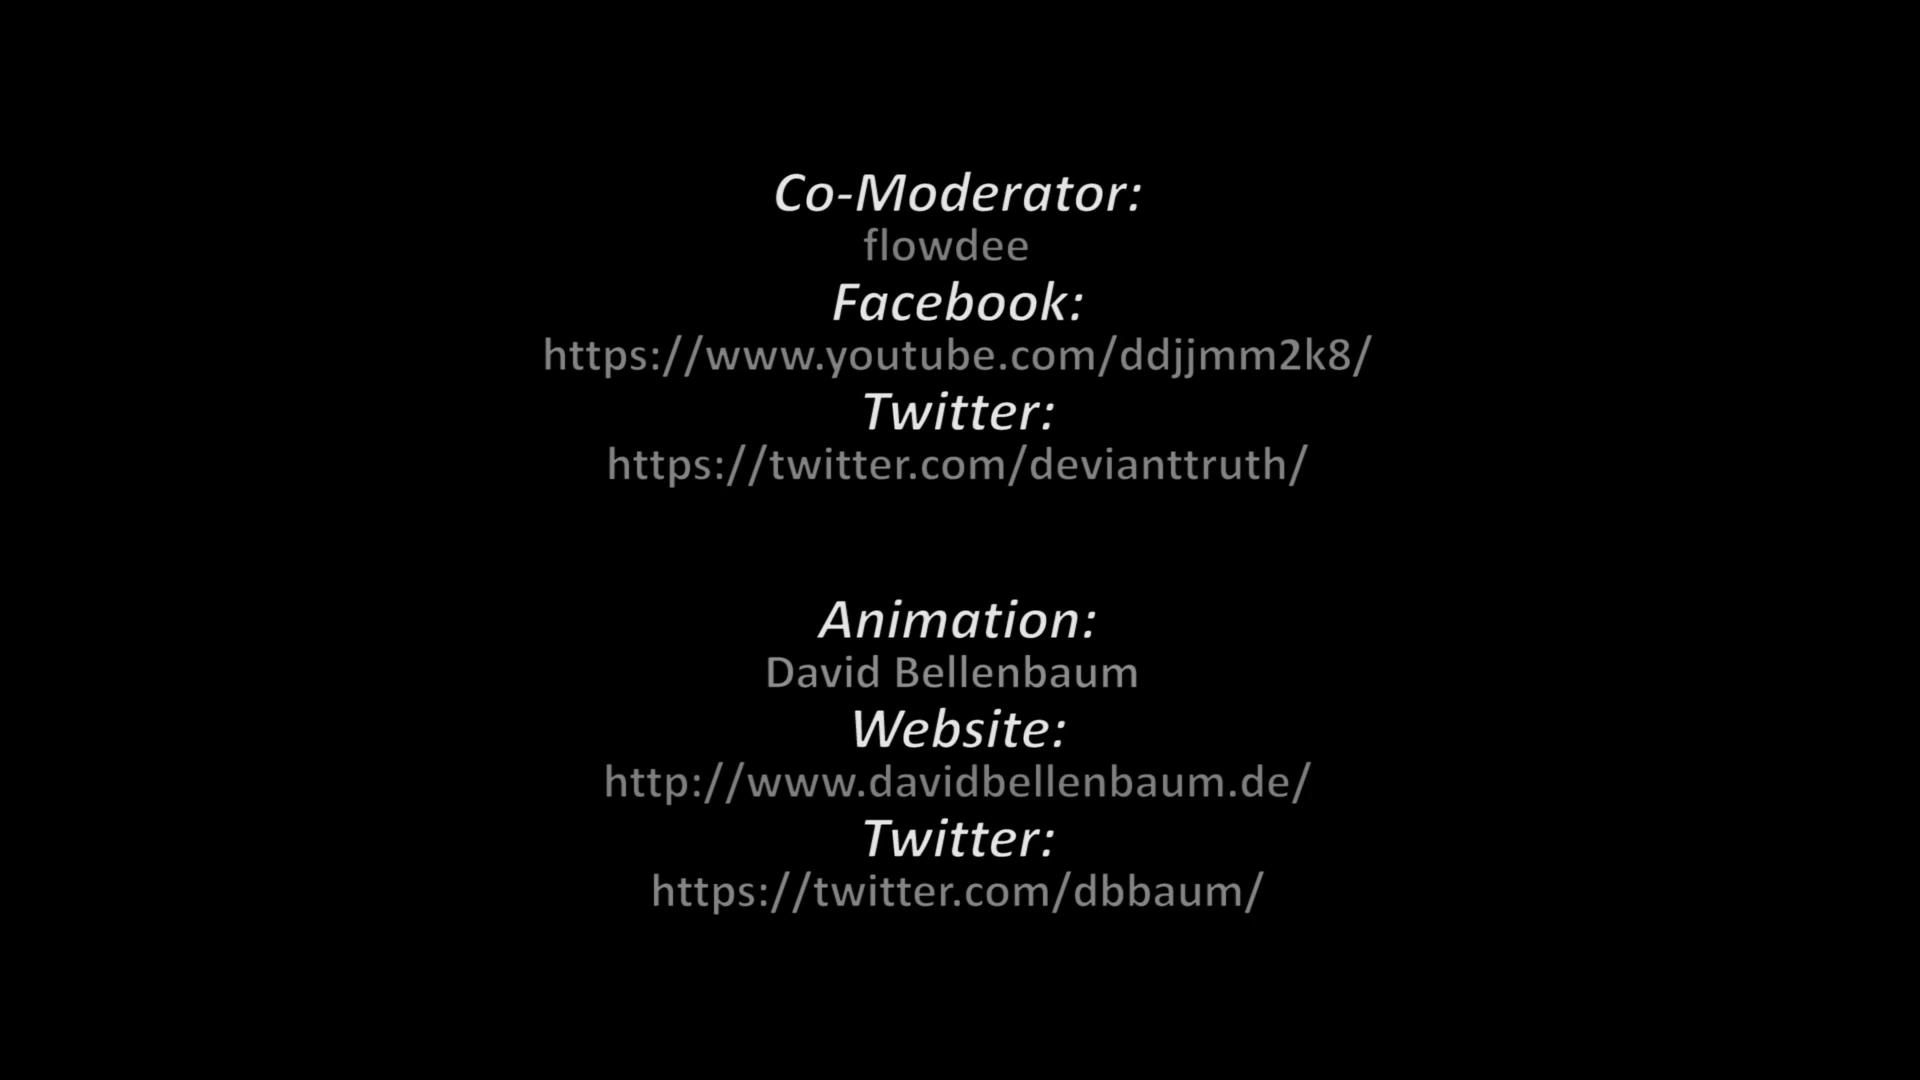 Co-Moderator:
flowdee
Facebook:
https://www.youtube.com/ddjjmm2k8/
Twitter:
https://twitter.com/devianttruth/
Animation:
David Bellenbaum
Website:
http://www.davidbellenbaum.de/
Twitter:
https://twitter.com/dbbaum/